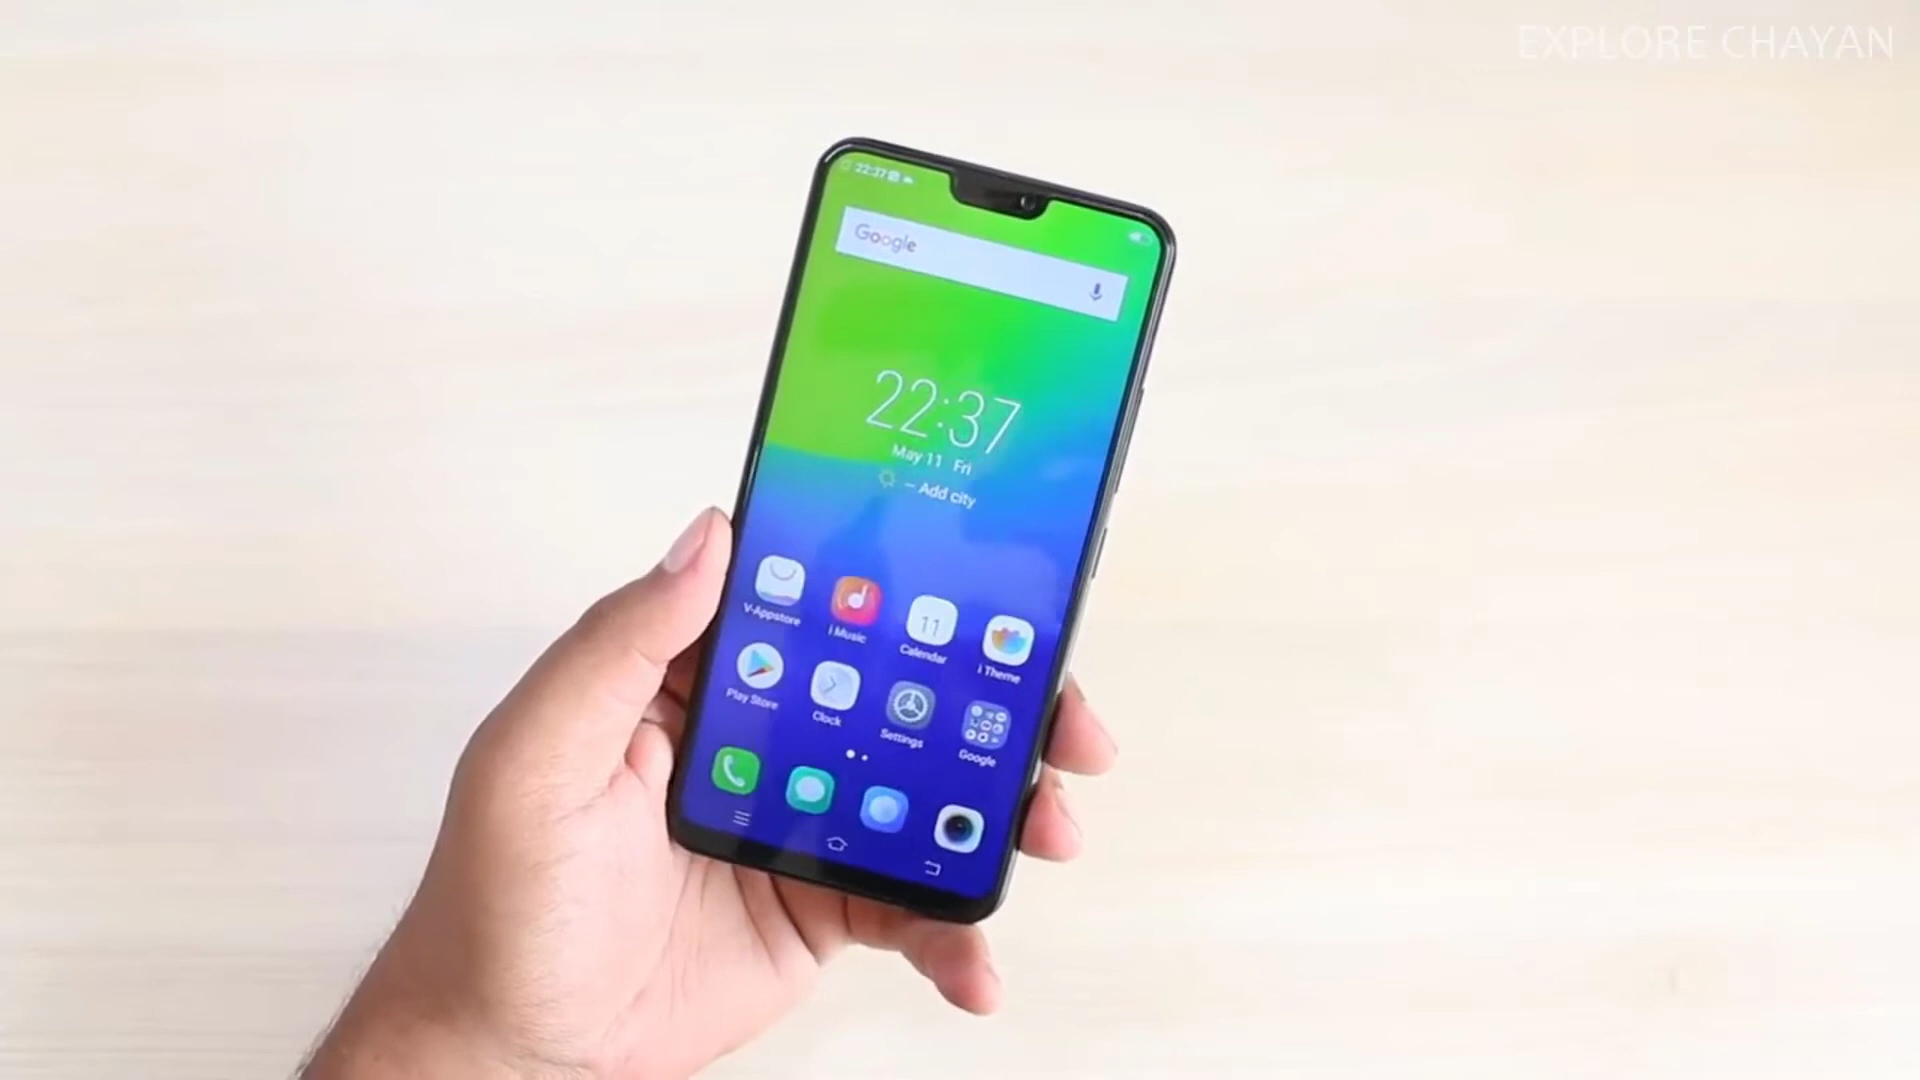 EXPLORE CHAYAN
22:37
Google
22:37
May 11 Fri
– Add city
V-Appstore
i Music
11
Calendar
i Theme
Play Store
Clock
Settings
Google